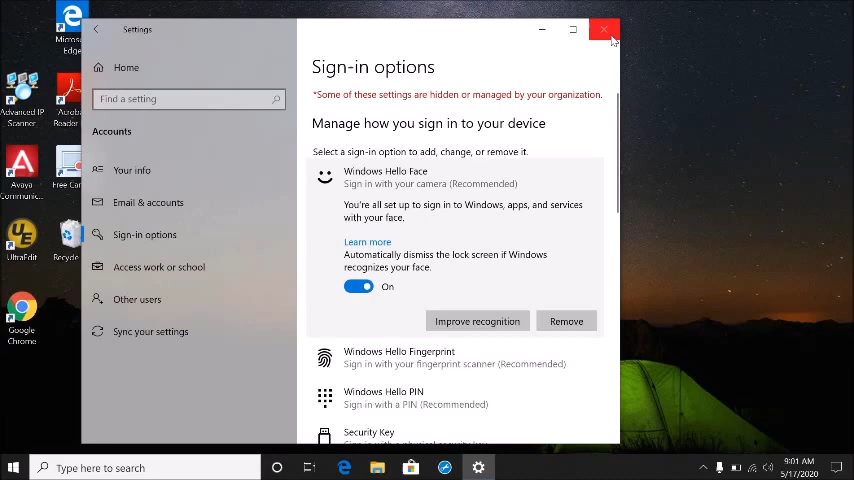 Microso...
Edge
Advanced IP
Scanner
Acroba
Reader
Avaya
Communic...
Free Can
UltraEdit
Recycle
Google
Chrome
Settings
Home
Find a setting
Accounts
Your info
Email & accounts
Sign-in options
Access work or school
Other users
Sync your settings
Sign-in options
*Some of these settings are hidden or managed by your organization.
Manage how you sign in to your device
Select a sign-in option to add, change, or remove it.
Windows Hello Face
Sign in with your camera (Recommended)
You're all set up to sign in to Windows, apps, and services
with your face.
Learn more
Automatically dismiss the lock screen if Windows
recognizes your face.
On
Improve recognition
Remove
Windows Hello Fingerprint
Sign in with your fingerprint scanner (Recommended)
Windows Hello PIN
Sign in with a PIN (Recommended)
Security Key
Type here to search
9:01 AM
5/17/2020